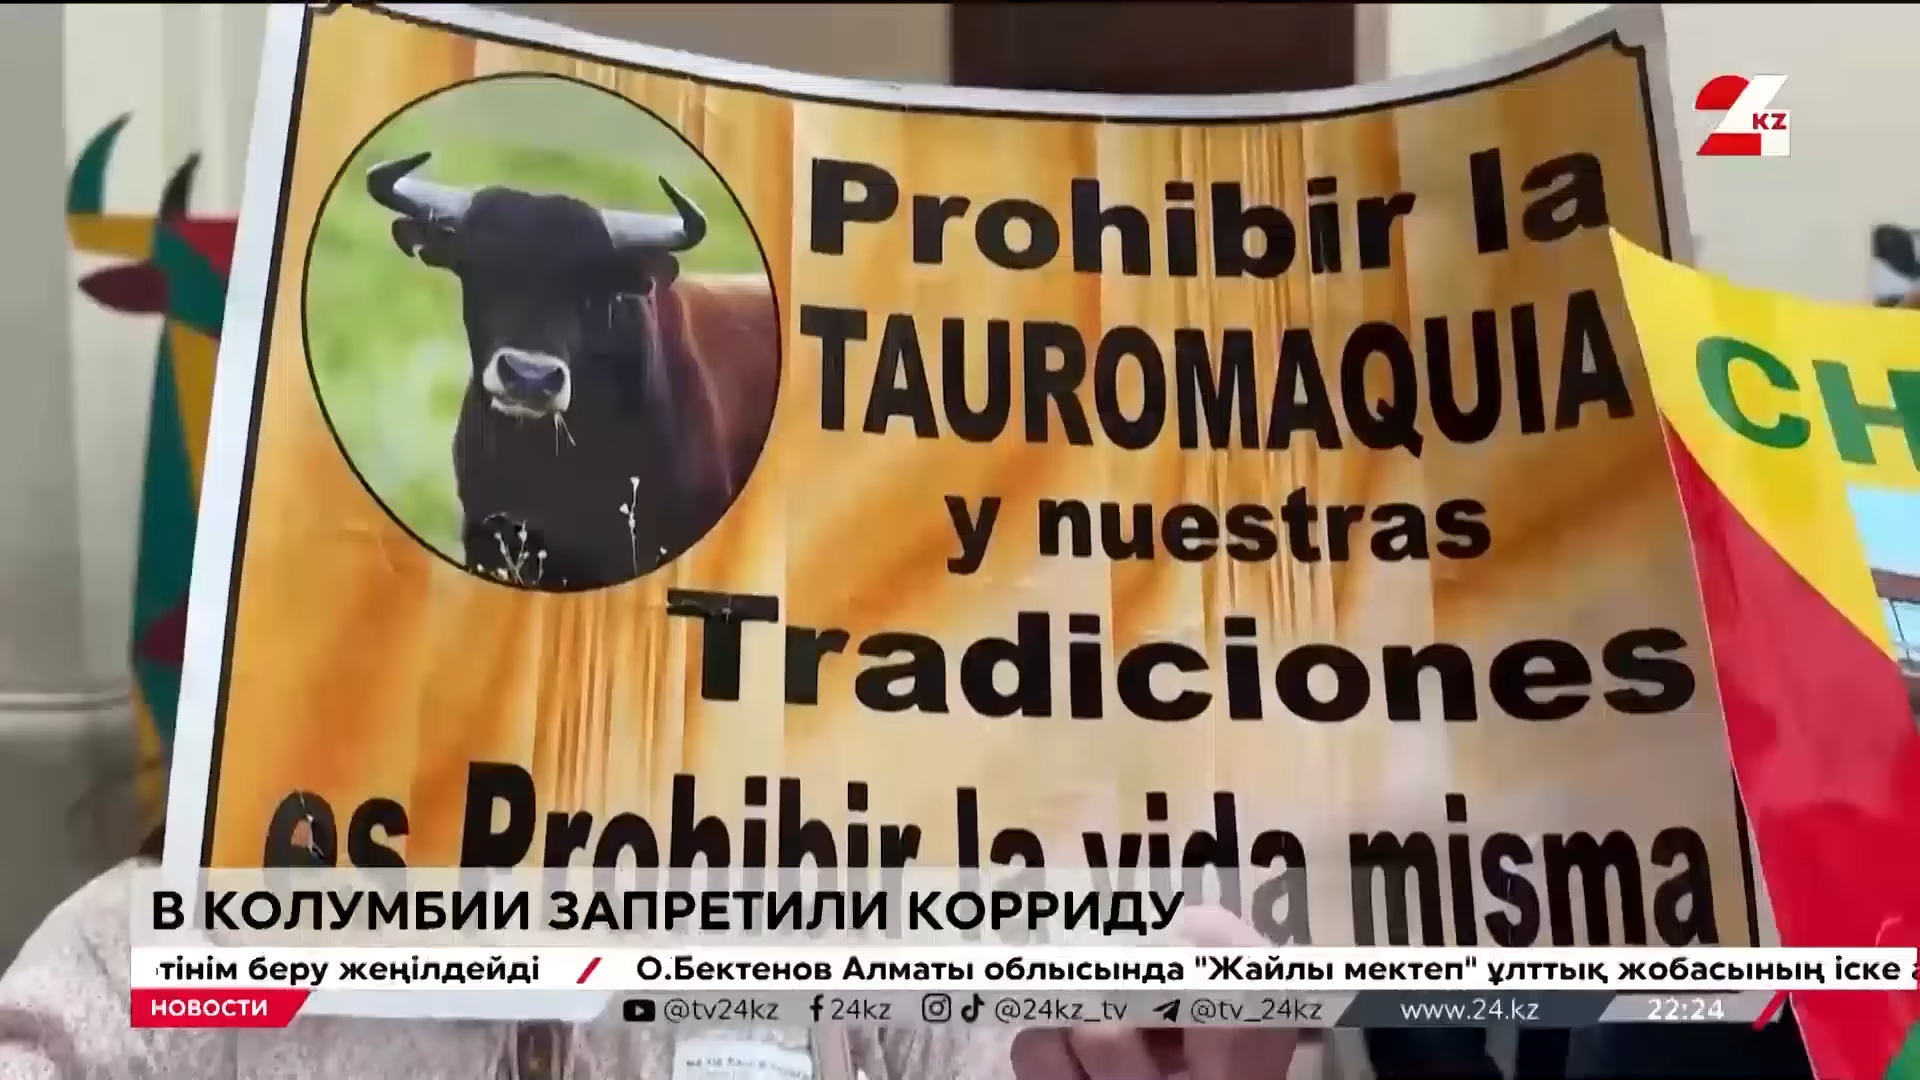 24 KZ
Prohibir la
TAUROMAQUIA
y nuestras
Tradiciones
es Prohibir la vida misma
CH
В КОЛУМБИИ ЗАПРЕТИЛИ КОРРИДУ
тінім беру жеңілдейді / О.Бектенов Алматы облысында "Жайлы мектеп" ұлттық жобасының іске
НОВОСТИ @tv24kz 24kz @24kz_tv @tv_24kz www.24.kz 22:24